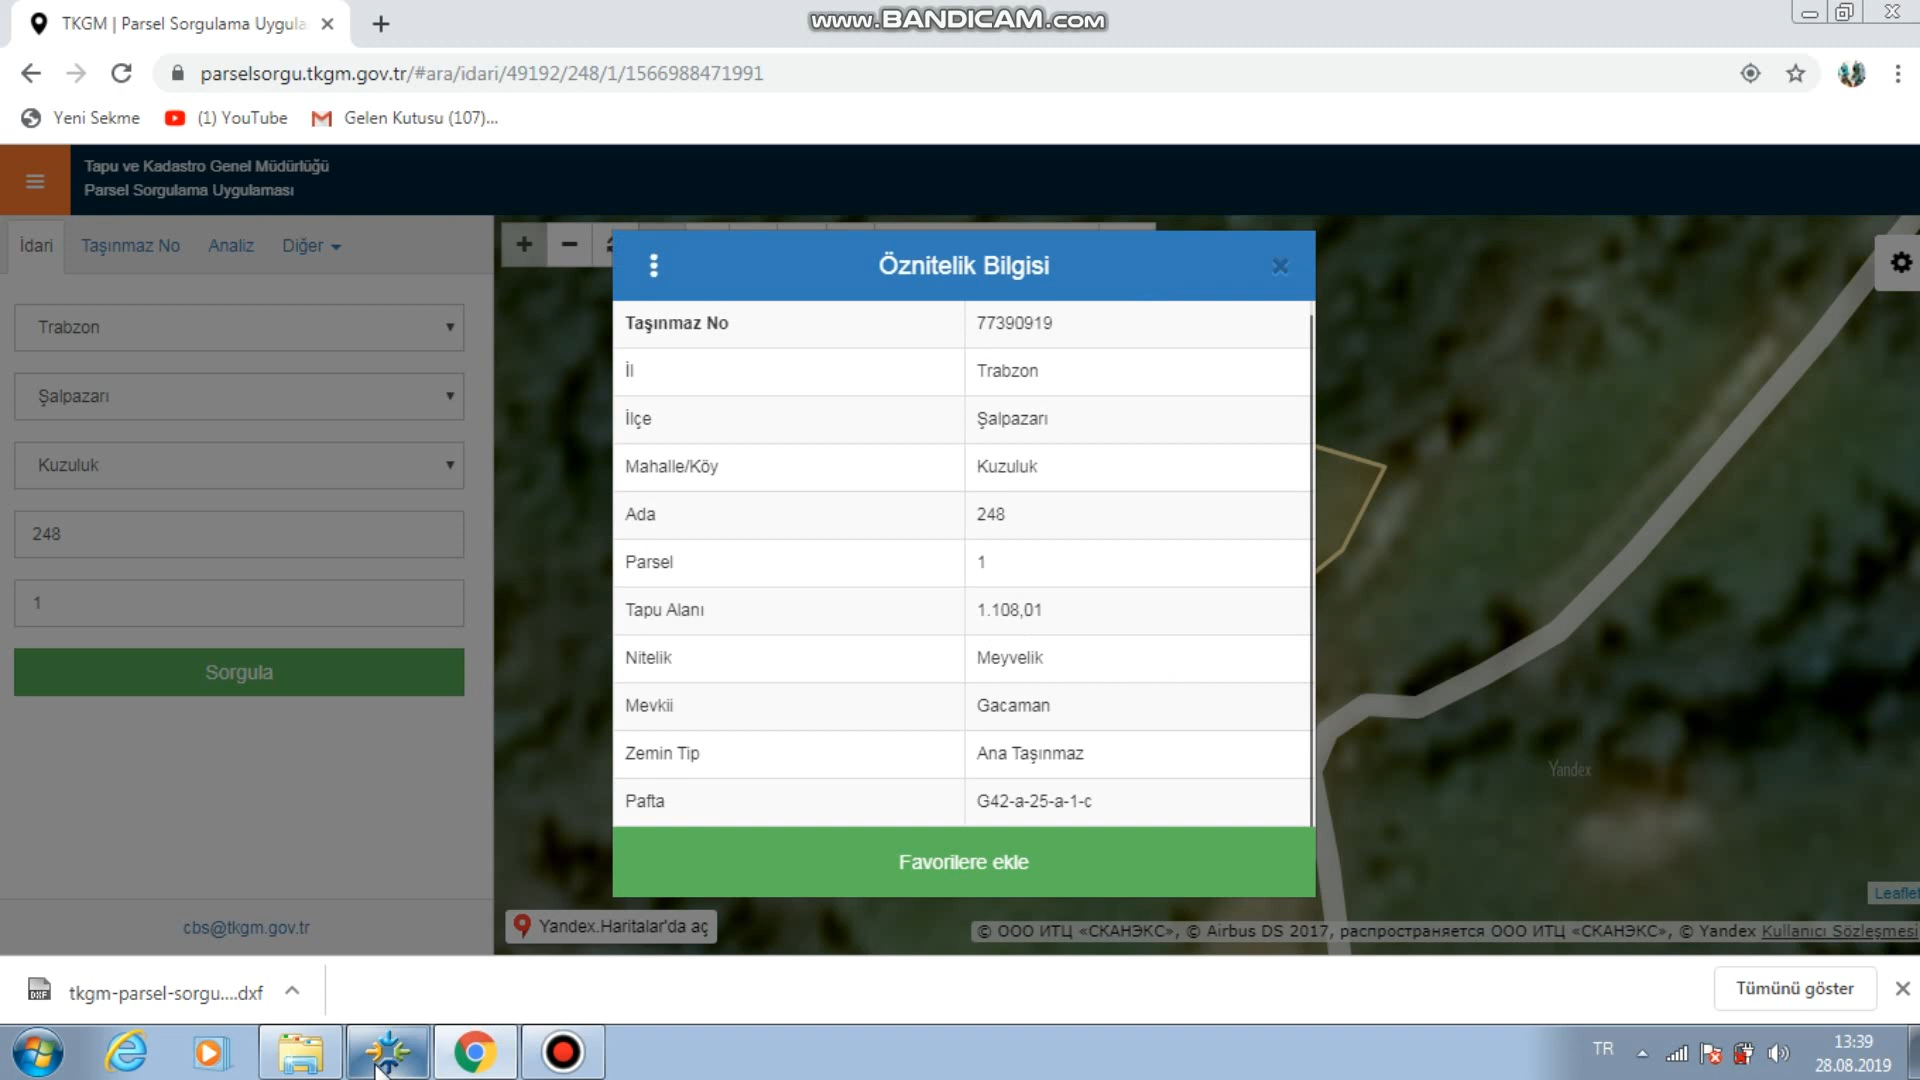 www.BANDICAM.com
TKGM | Parsel Sorgulama Uygula
parselsorgu.tkgm.gov.tr/#ara/idari/49192/248/1/1566988471991
Yeni Sekme
(1) YouTube
Gelen Kutusu (107)...
Tapu ve Kadastro Genel Müdürlüğü
Parsel Sorgulama Uygulaması
İdari
Taşınmaz No
Analiz
Diğer
Trabzon
Şalpazarı
Kuzuluk
248
1
Sorgula
cbs@tkgm.gov.tr
Öznitelik Bilgisi
Taşınmaz No 77390919
İl Trabzon
İlçe Şalpazarı
Mahalle/Köy Kuzuluk
Ada 248
Parsel 1
Tapu Alanı 1.108,01
Nitelik Meyvelik
Mevkii Gacaman
Zemin Tip Ana Taşınmaz
Pafta G42-a-25-a-1-c
Favorilere ekle
Yandex
Leaflet
Yandex.Haritalar'da aç
© ООО ИТЦ «СКАНЭКС», © Airbus DS 2017, распространяется ООО ИТЦ «СКАНЭКС», © Yandex Kullanıcı Sözleşmesi
tkgm-parsel-sorgu....dxf
Tümünü göster
TR
13:39
28.08.2019